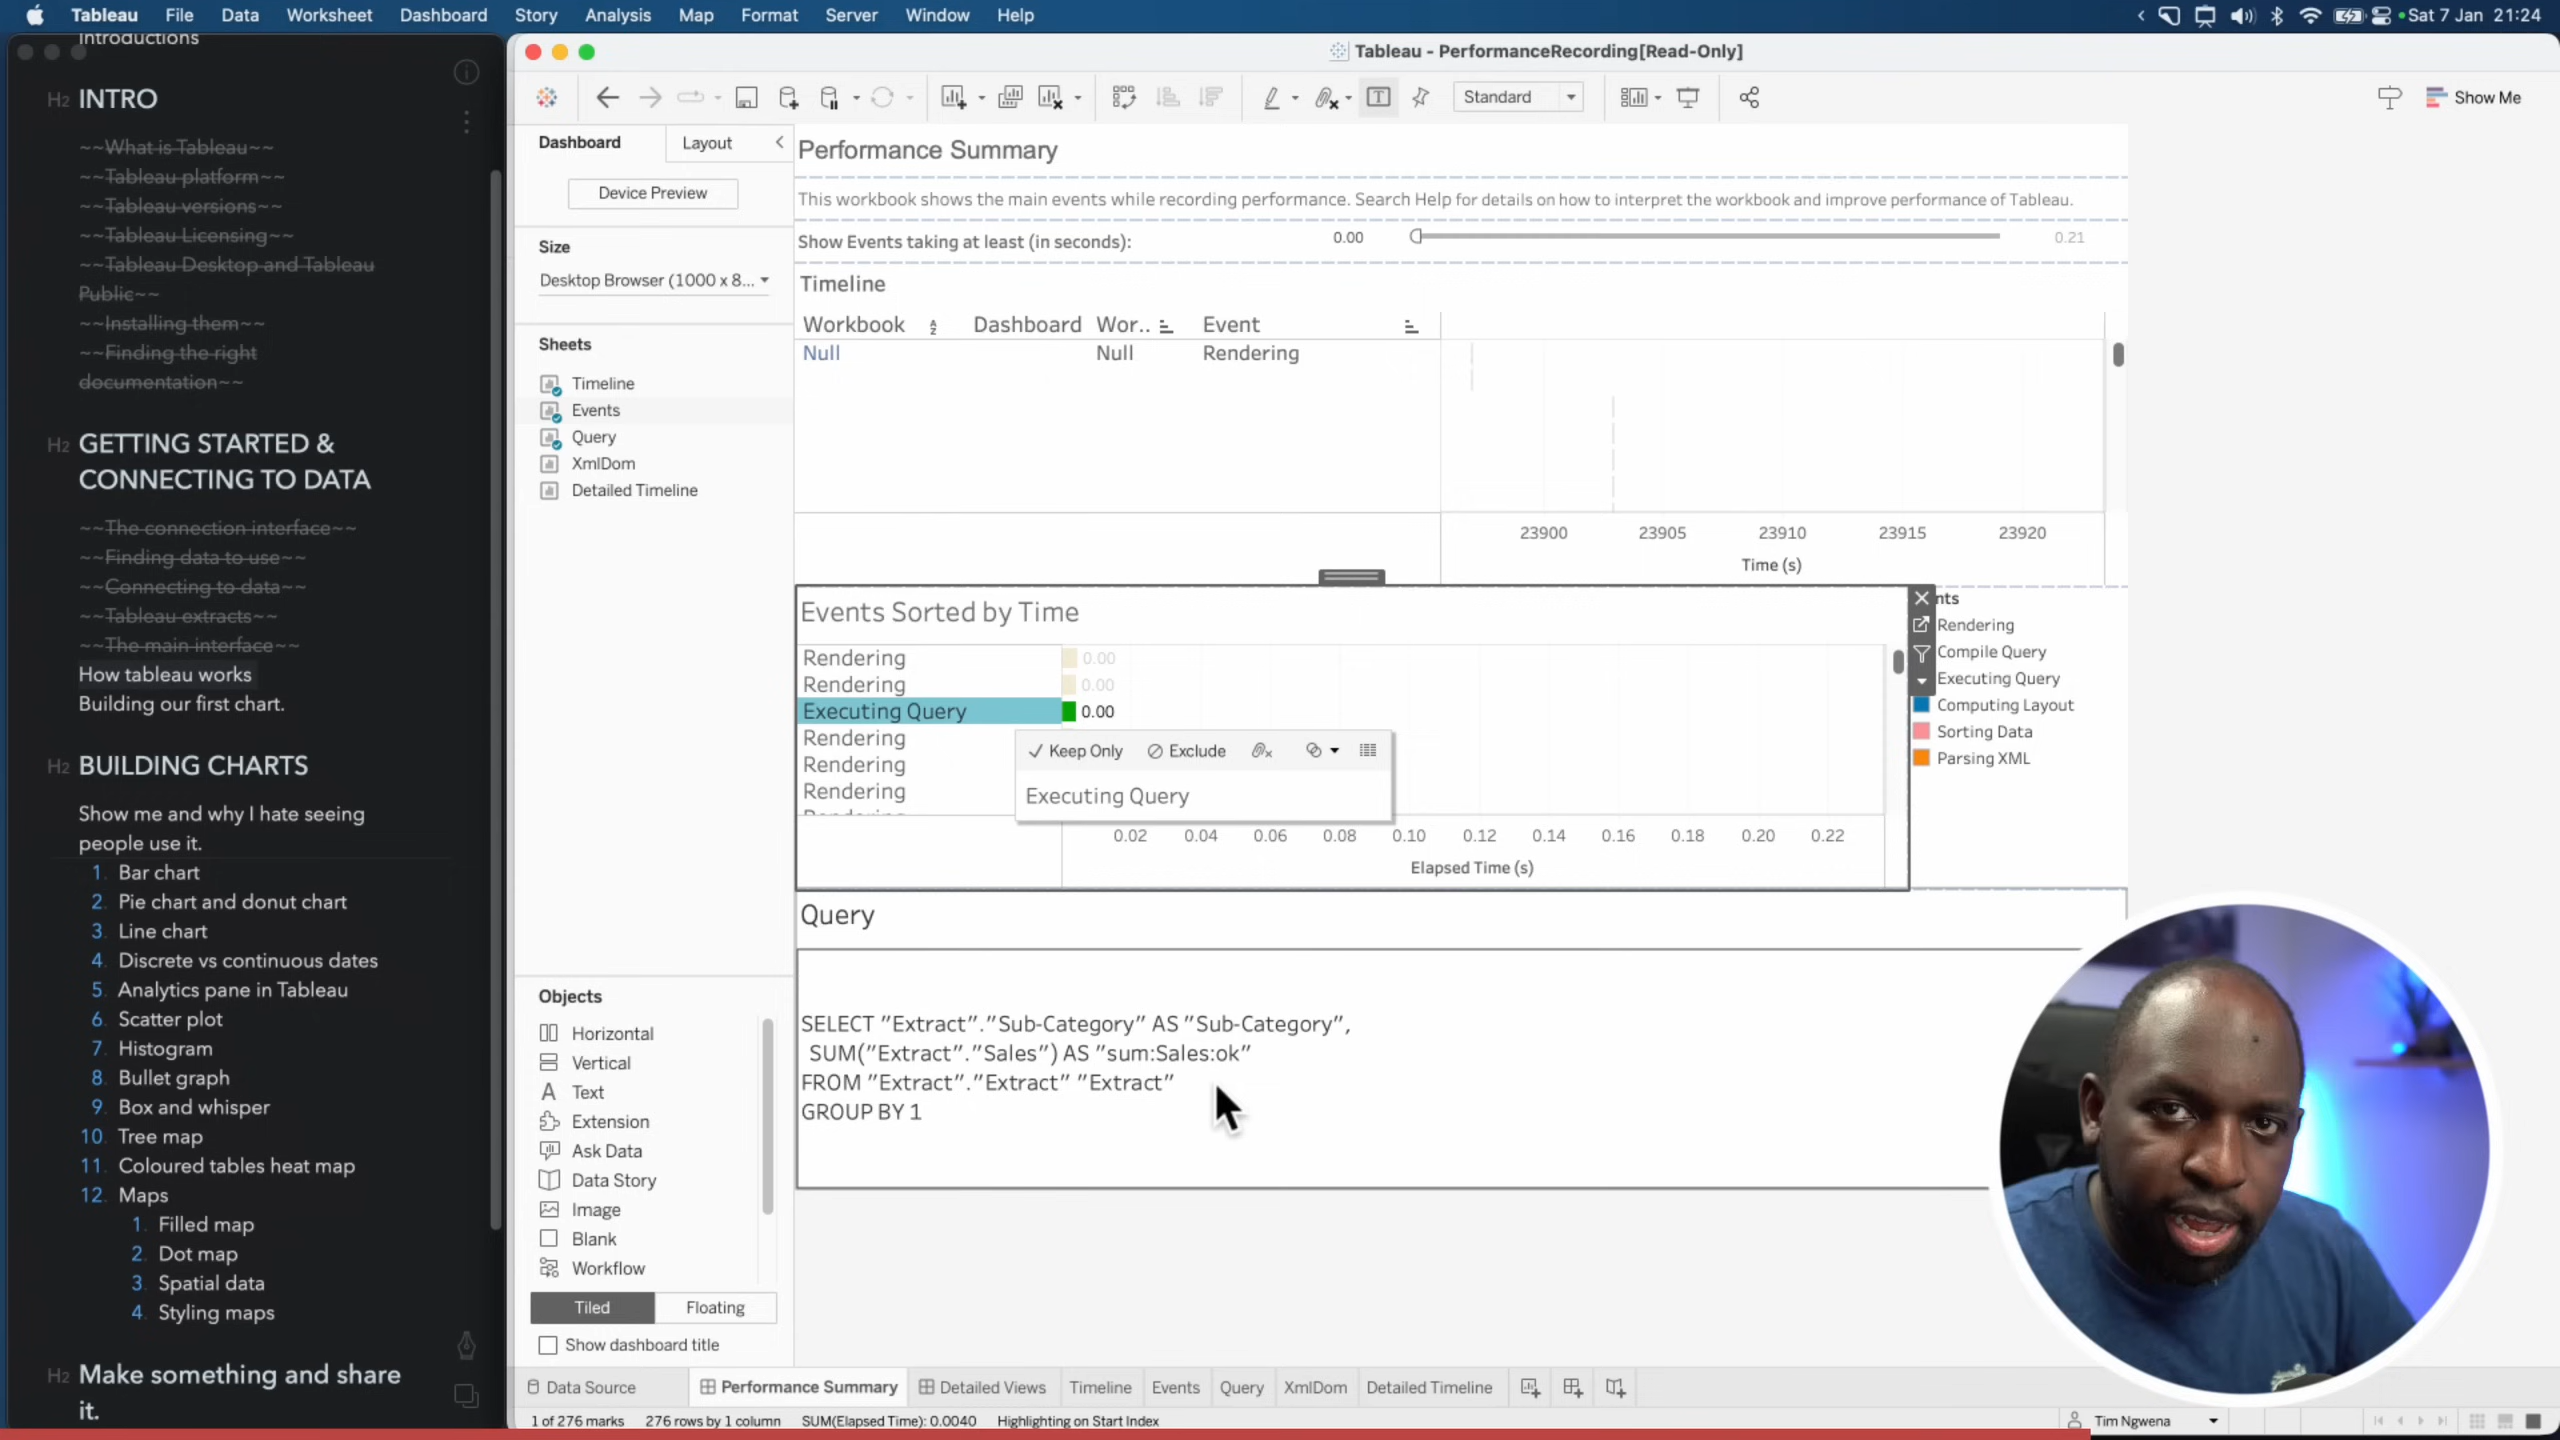 Tableau File Data Worksheet Dashboard Story Analysis Map Format Server Window Help
Sat 7 Jan 21:24
Introductions
H2 INTRO
~~What is Tableau~~
~~Tableau platform~~
~~Tableau versions~~
~~Tableau Licensing~~
~~Tableau Desktop and Tableau
Public~~
~~Installing them~~
~~Finding the right
documentation~~
H2 GETTING STARTED &
CONNECTING TO DATA
~~The connection interface~~
~~Finding data to use~~
~~Connecting to data~~
~~Tableau extracts~~
~~The main interface~~
How tableau works
Building our first chart.
H2 BUILDING CHARTS
Show me and why I hate seeing
people use it.
1. Bar chart
2. Pie chart and donut chart
3. Line chart
4. Discrete vs continuous dates
5. Analytics pane in Tableau
6. Scatter plot
7. Histogram
8. Bullet graph
9. Box and whisper
10. Tree map
11. Coloured tables heat map
12. Maps
1. Filled map
2. Dot map
3. Spatial data
4. Styling maps
H2 Make something and share
it.
Tableau - PerformanceRecording[Read-Only]
Standard
Show Me
Dashboard Layout
Device Preview
Size
Desktop Browser (1000 x 8...
Sheets
Timeline
Events
Query
XmlDom
Detailed Timeline
Objects
Horizontal
Vertical
Text
Extension
Ask Data
Data Story
Image
Blank
Workflow
Tiled Floating
Show dashboard title
Performance Summary
This workbook shows the main events while recording performance. Search Help for details on how to interpret the workbook and improve performance of Tableau.
Show Events taking at least (in seconds): 0.00 0.21
Timeline
Workbook Dashboard Wor.. Event
Null Null Rendering
23900 23905 23910 23915 23920
Time (s)
Events Sorted by Time
Rendering 0.00
Rendering 0.00
Executing Query 0.00
Rendering
Rendering
Rendering
Rendering
Keep Only Exclude
Executing Query
0.02 0.04 0.06 0.08 0.10 0.12 0.14 0.16 0.18 0.20 0.22
Elapsed Time (s)
nts
Rendering
Compile Query
Executing Query
Computing Layout
Sorting Data
Parsing XML
Query
SELECT "Extract"."Sub-Category" AS "Sub-Category",
SUM("Extract"."Sales") AS "sum:Sales:ok"
FROM "Extract"."Extract" "Extract"
GROUP BY 1
Data Source Performance Summary Detailed Views Timeline Events Query XmlDom Detailed Timeline
1 of 276 marks 276 rows by 1 column SUM(Elapsed Time): 0.0040 Highlighting on Start Index
Tim Ngwena